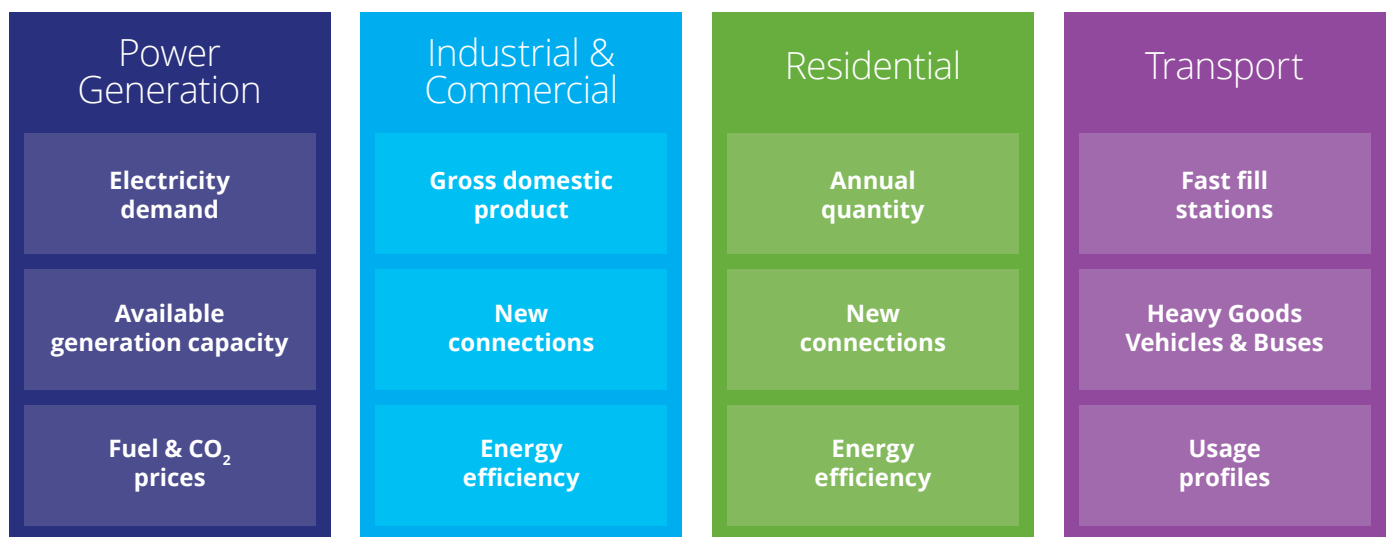 Power
Generation
Electricity
demand
Available
generation capacity
Fuel & CO₂
prices
Industrial &
Commercial
Gross domestic
product
New
connections
Energy
efficiency
Residential
Annual
quantity
New
connections
Energy
efficiency
Transport
Fast fill
stations
Heavy Goods
Vehicles & Buses
Usage
profiles